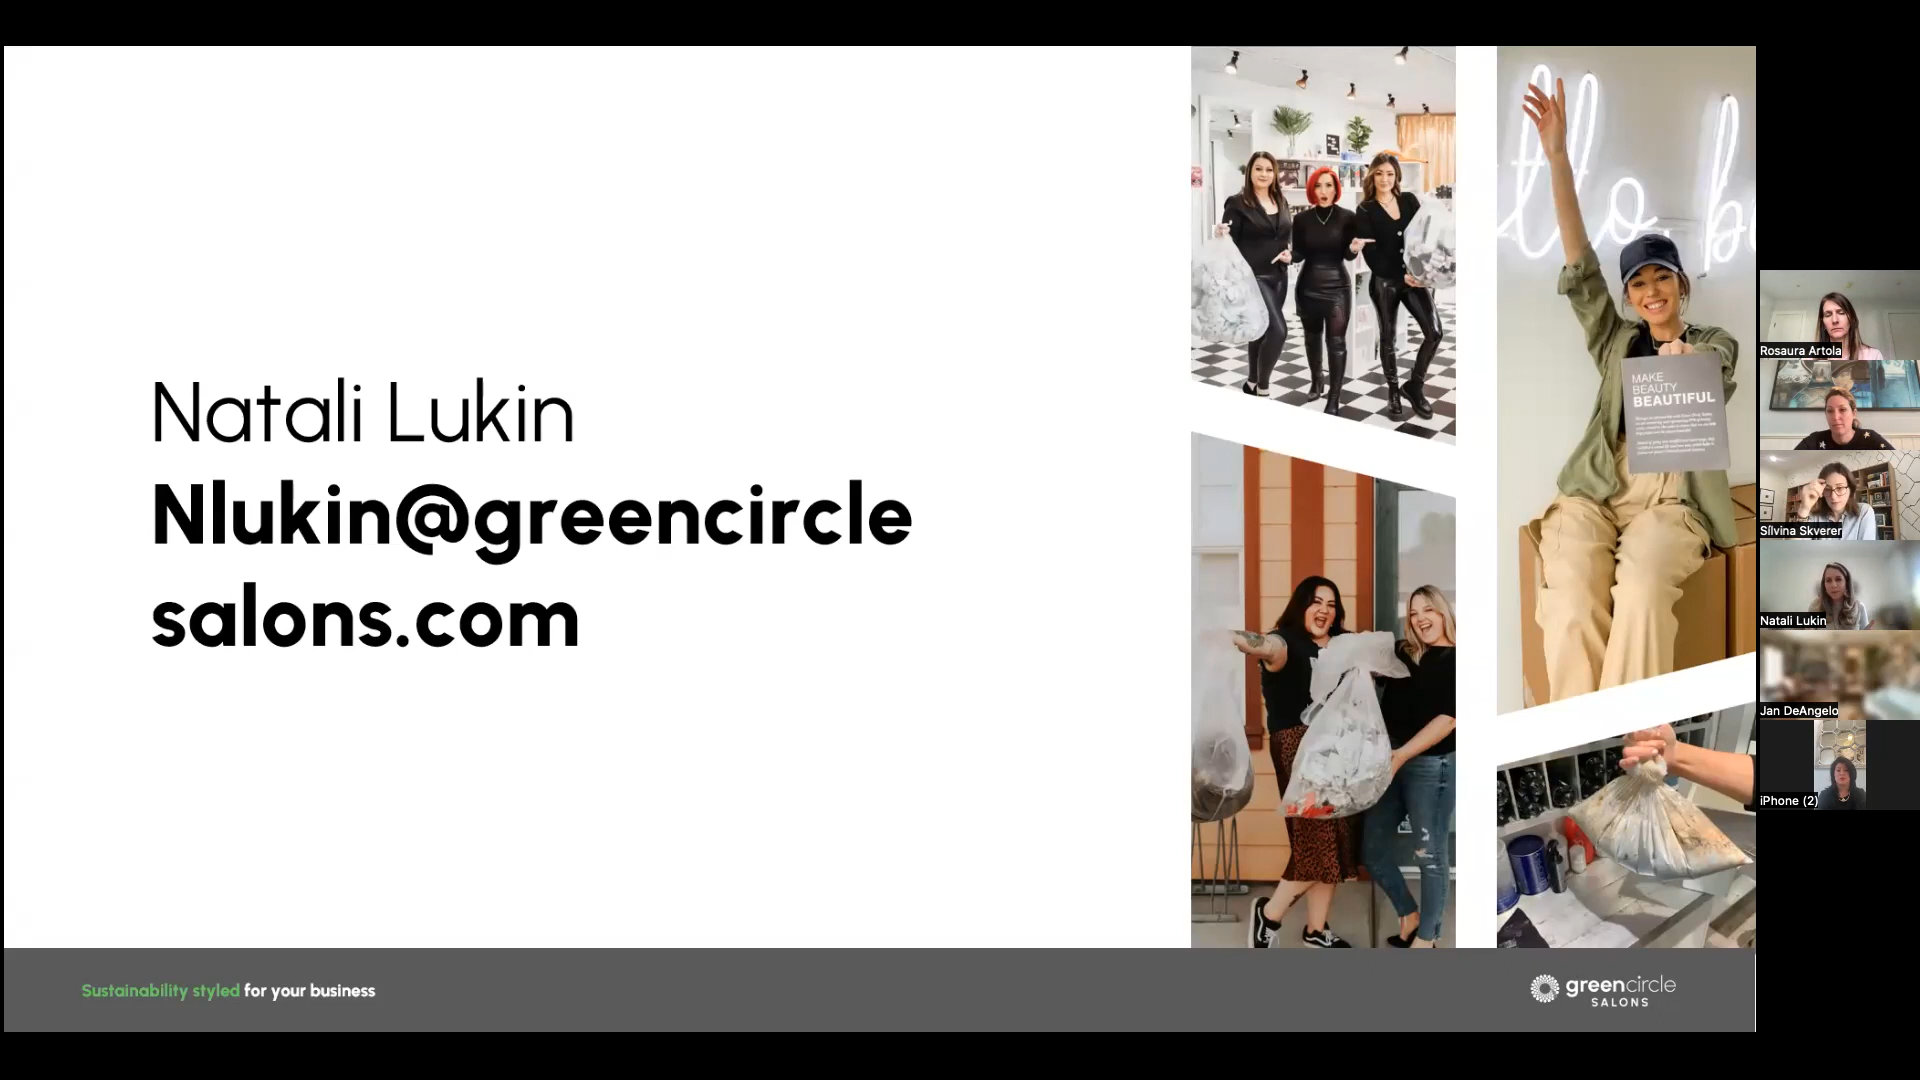 Natali Lukin
Nlukin@greencircle
salons.com
MAKE
BEAUTY
BEAUTIFUL
Sustainability styled for your business
greencircle
SALONS
Rosaura Artola
Silvina Skverer
Natali Lukin
Jan DeAngelo
iPhone (2)